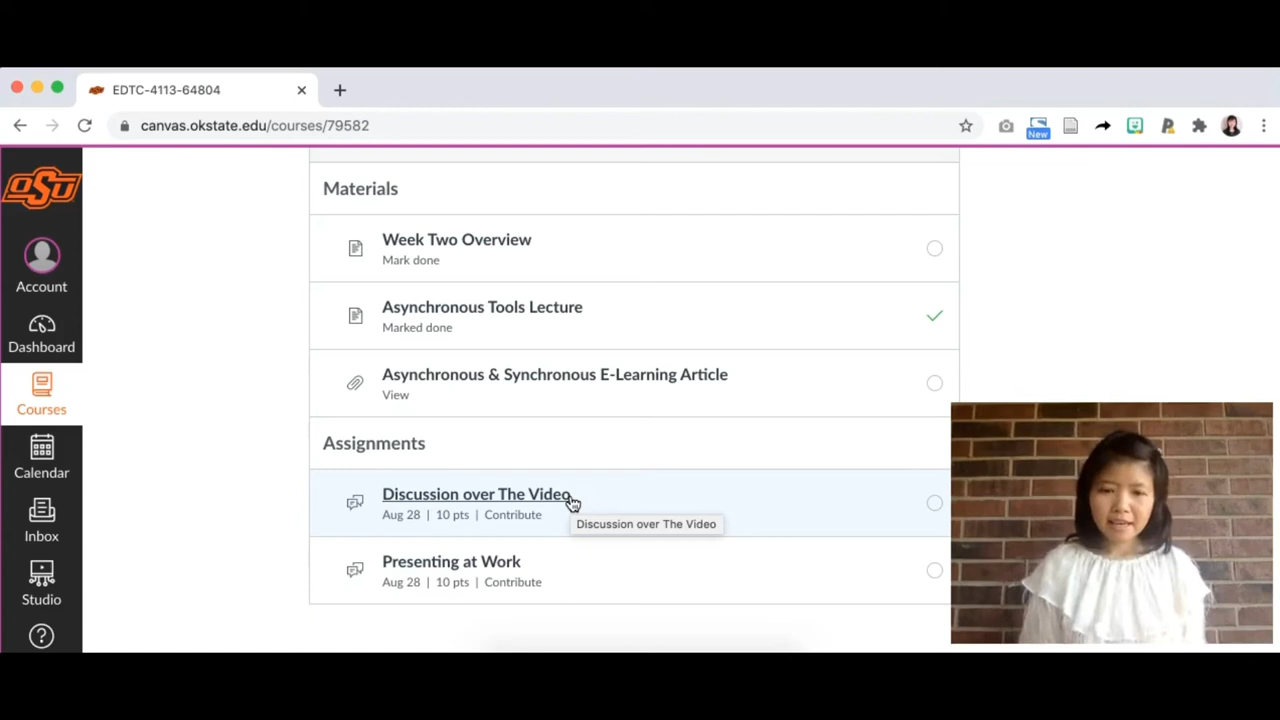 EDTC-4113-64804
canvas.okstate.edu/courses/79582
New
OSU
Account
Dashboard
Courses
Calendar
Inbox
Studio
Materials
Week Two Overview
Mark done
Asynchronous Tools Lecture
Marked done
Asynchronous & Synchronous E-Learning Article
View
Assignments
Discussion over The Video
Aug 28 | 10 pts | Contribute
Discussion over The Video
Presenting at Work
Aug 28 | 10 pts | Contribute